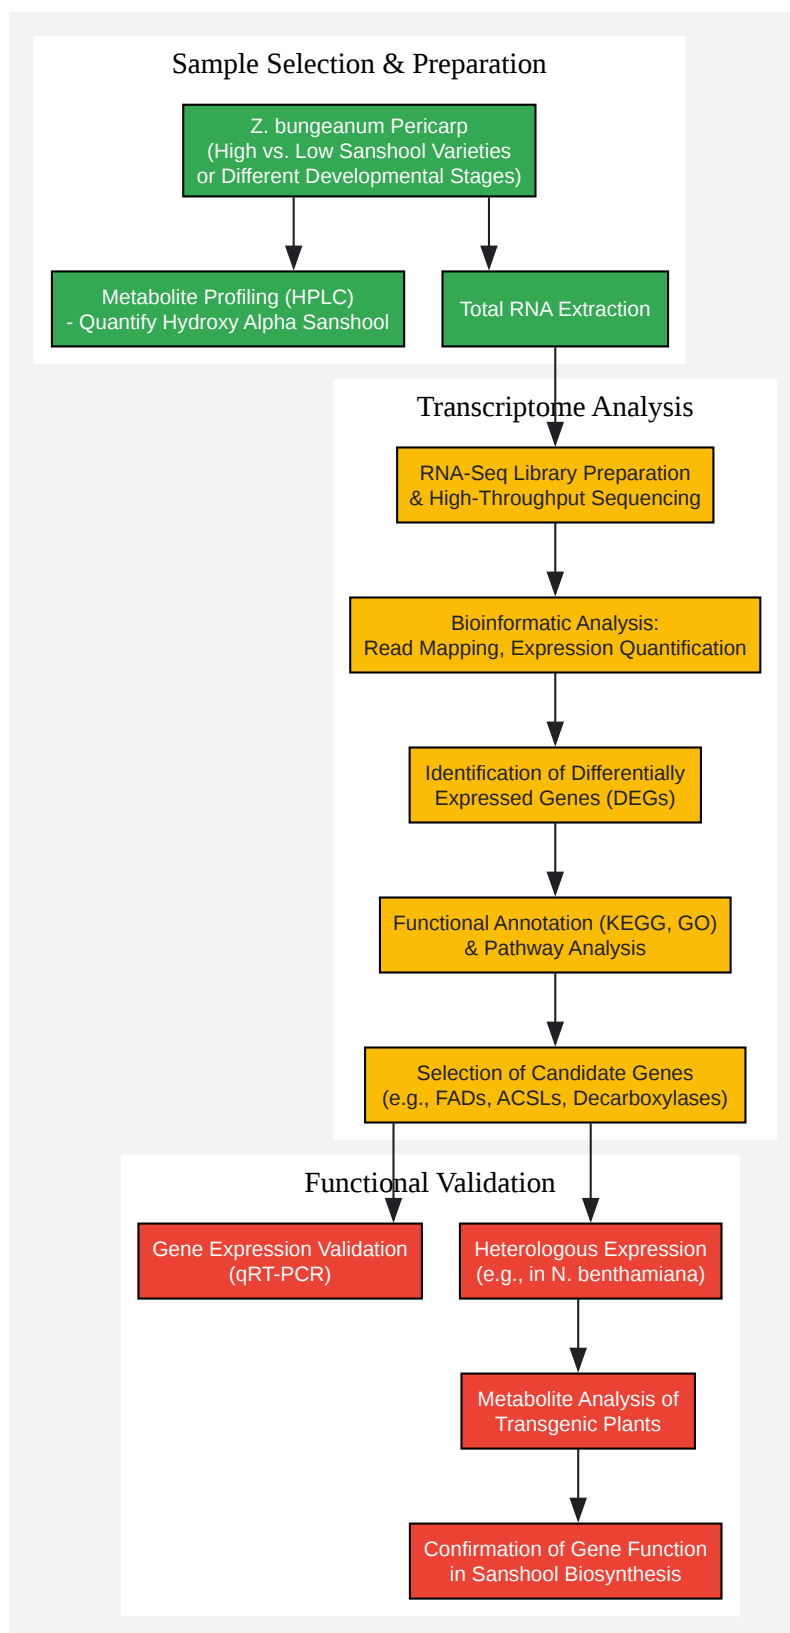 Sample Selection & Preparation
Z. bungeanum Pericarp
(High vs. Low Sanshool Varieties
or Different Developmental Stages)
Metabolite Profiling (HPLC)
- Quantify Hydroxy Alpha Sanshool
Total RNA Extraction
Transcriptome Analysis
RNA-Seq Library Preparation
& High-Throughput Sequencing
Bioinformatic Analysis:
Read Mapping, Expression Quantification
Identification of Differentially
Expressed Genes (DEGs)
Functional Annotation (KEGG, GO)
& Pathway Analysis
Selection of Candidate Genes
(e.g., FADs, ACSLs, Decarboxylases)
Functional Validation
Gene Expression Validation
(qRT-PCR)
Heterologous Expression
(e.g., in N. benthamiana)
Metabolite Analysis of
Transgenic Plants
Confirmation of Gene Function
in Sanshool Biosynthesis